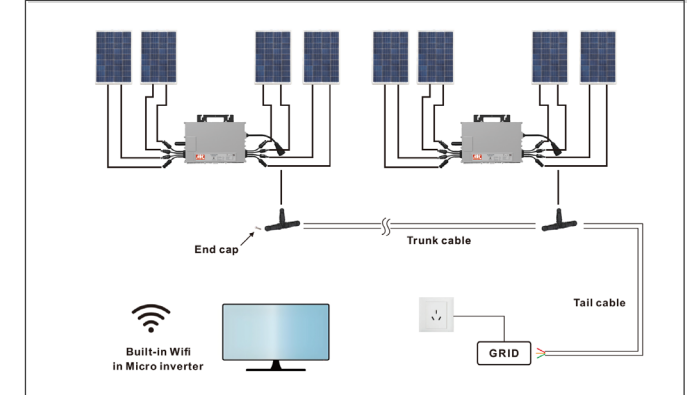 End cap
Trunk cable
Tail cable
Built-in Wifi
in Micro inverter
GRID